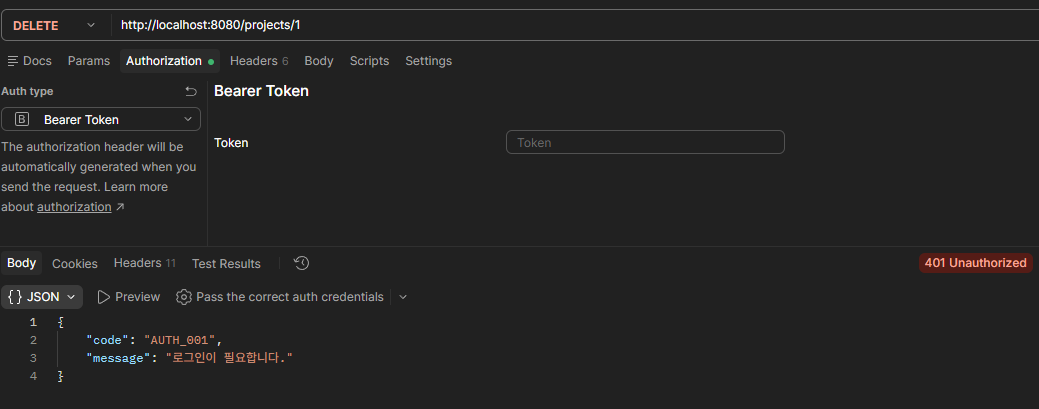 DELETE http://localhost:8080/projects/1
Docs Params Authorization Headers 6 Body Scripts Settings
Auth type
B Bearer Token
The authorization header will be
automatically generated when you
send the request. Learn more
about authorization ↗
Bearer Token
Token Token
Body Cookies Headers 11 Test Results 401 Unauthorized
{} JSON Preview Pass the correct auth credentials
1 {
2 "code": "AUTH_001",
3 "message": "로그인이 필요합니다."
4 }